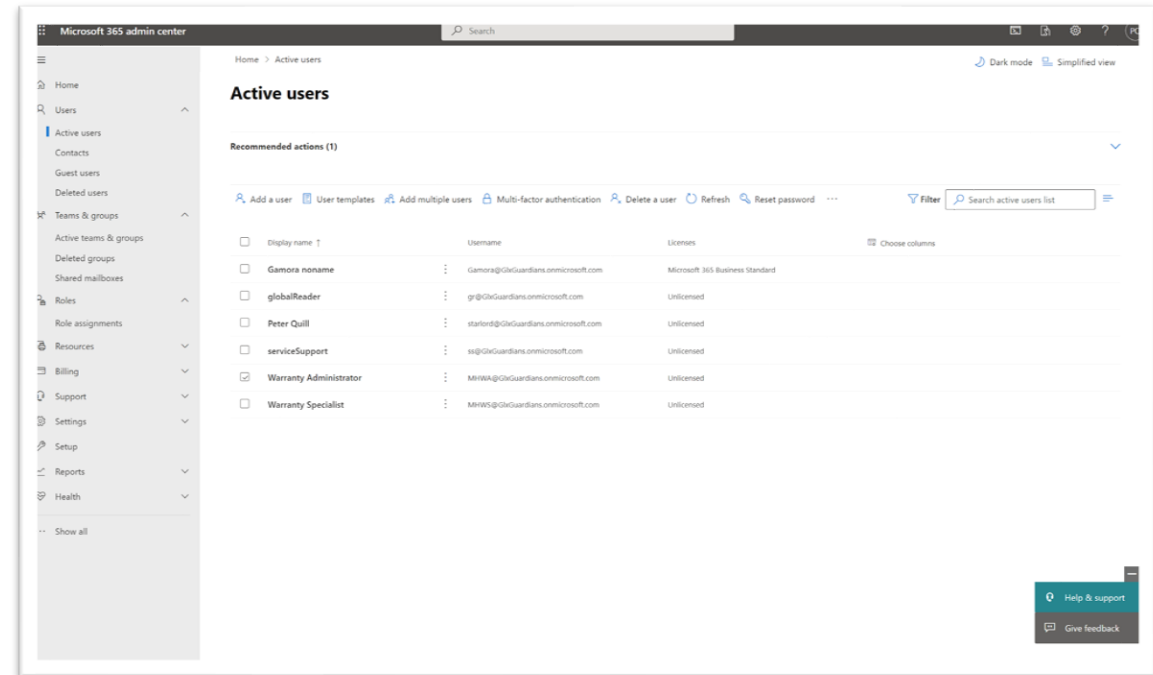 Microsoft 365 admin center
Search
Home > Active users
Dark mode
Simplified view
Home
Users
Active users
Contacts
Guest users
Deleted users
Teams & groups
Active teams & groups
Deleted groups
Shared mailboxes
Roles
Role assignments
Resources
Billing
Support
Settings
Setup
Reports
Health
Show all
Active users
Recommended actions (1)
Add a user User templates Add multiple users Multi-factor authentication Delete a user Refresh Reset password ... Filter Search active users list
Display name ↑ Username Licenses Choose columns
Gamora noname Gamora@GlxGuardians.onmicrosoft.com Microsoft 365 Business Standard
globalReader gr@GlxGuardians.onmicrosoft.com Unlicensed
Peter Quill starlord@GlxGuardians.onmicrosoft.com Unlicensed
serviceSupport ss@GlxGuardians.onmicrosoft.com Unlicensed
Warranty Administrator MHWA@GlxGuardians.onmicrosoft.com Unlicensed
Warranty Specialist MHWS@GlxGuardians.onmicrosoft.com Unlicensed
Help & support
Give feedback